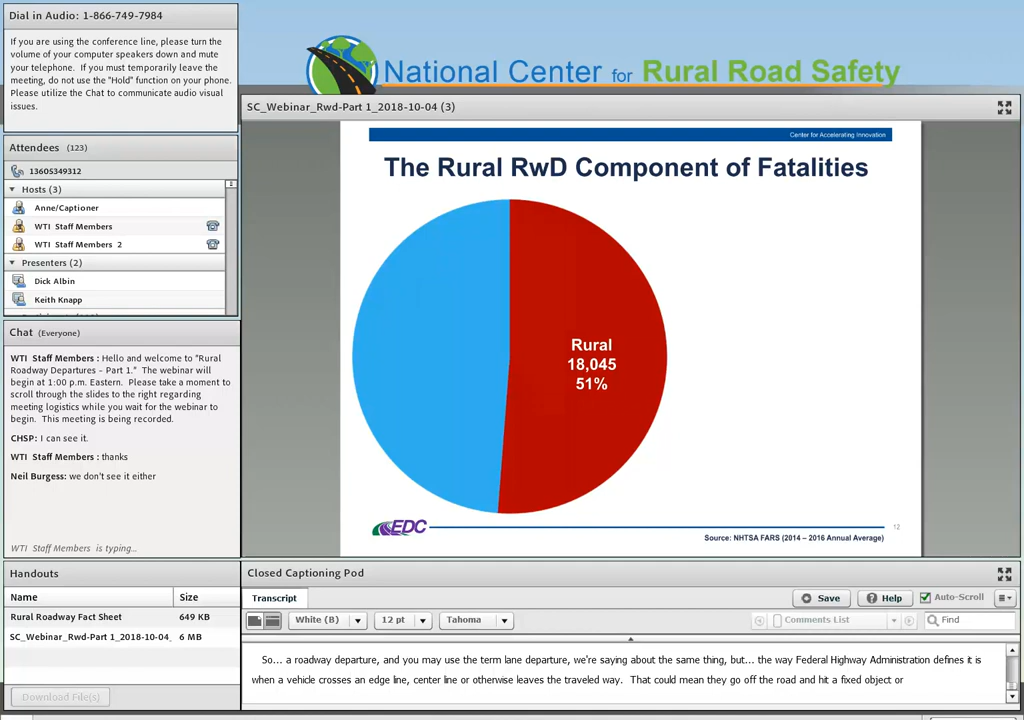 Dial in Audio: 1-866-749-7984
If you are using the conference line, please turn the
volume of your computer speakers down and mute
your telephone.  If you must temporarily leave the
meeting, do not use the "Hold" function on your phone.
Please utilize the Chat to communicate audio visual
issues.
National Center for Rural Road Safety
Attendees (123)
13605349312
Hosts (3)
Anne/Captioner
WTI Staff Members
WTI Staff Members 2
Presenters (2)
Dick Albin
Keith Knapp
Chat (Everyone)
WTI Staff Members : Hello and welcome to "Rural
Roadway Departures - Part 1."  The webinar will
begin at 1:00 p.m. Eastern.  Please take a moment to
scroll through the slides to the right regarding
meeting logistics while you wait for the webinar to
begin.  This meeting is being recorded.
CHSP: I can see it.
WTI Staff Members : thanks
Neil Burgess: we don't see it either
WTI Staff Members is typing...
Handouts
Name Size
Rural Roadway Fact Sheet 649 KB
SC_Webinar_Rwd-Part 1_2018-10-04_ 6 MB
Download File(s)
SC_Webinar_Rwd-Part 1_2018-10-04 (3)
Center for Accelerating Innovation
The Rural RwD Component of Fatalities
Rural
18,045
51%
EDC
12
Source: NHTSA FARS (2014 – 2016 Annual Average)
Closed Captioning Pod
Transcript
Save
Help
Auto-Scroll
White (B)
12 pt
Tahoma
Comments List
Find
So... a roadway departure, and you may use the term lane departure, we're saying about the same thing, but... the way Federal Highway Administration defines it is
when a vehicle crosses an edge line, center line or otherwise leaves the traveled way.  That could mean they go off the road and hit a fixed object or